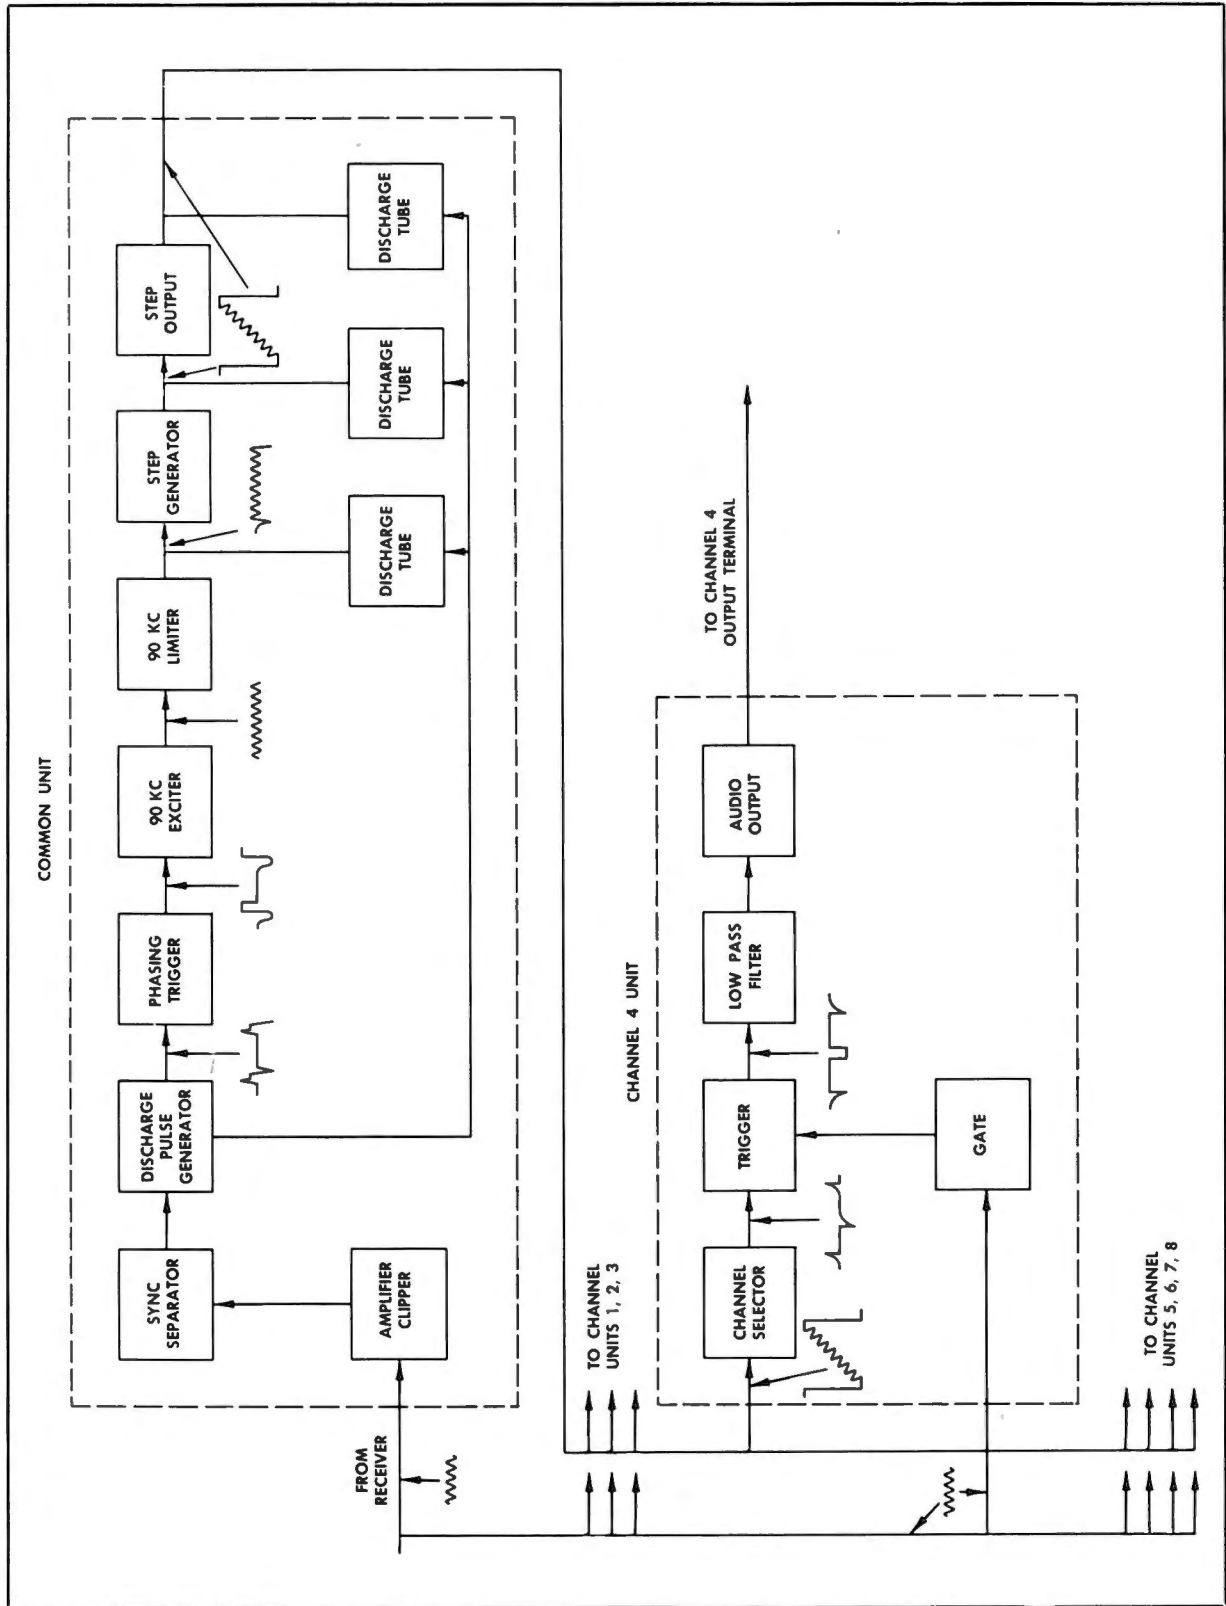 COMMON UNIT
SYNC
SEPARATOR
DISCHARGE
PULSE
GENERATOR
PHASING
TRIGGER
90 KC
EXCITER
90 KC
LIMITER
STEP
GENERATOR
STEP
OUTPUT
AMPLIFIER
CLIPPER
DISCHARGE
TUBE
DISCHARGE
TUBE
DISCHARGE
TUBE
FROM
RECEIVER
TO CHANNEL
UNITS 1, 2, 3
CHANNEL 4 UNIT
CHANNEL
SELECTOR
TRIGGER
LOW PASS
FILTER
AUDIO
OUTPUT
TO CHANNEL 4
OUTPUT TERMINAL
GATE
TO CHANNEL
UNITS 5, 6, 7, 8